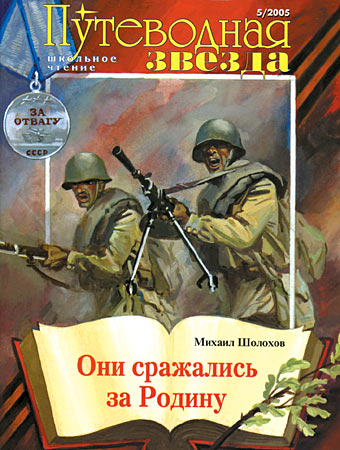 5/2005
Путеводная
звезда
школьное
чтение
ЗА
ОТВАГУ
СССР
Михаил Шолохов
Они сражались
за Родину